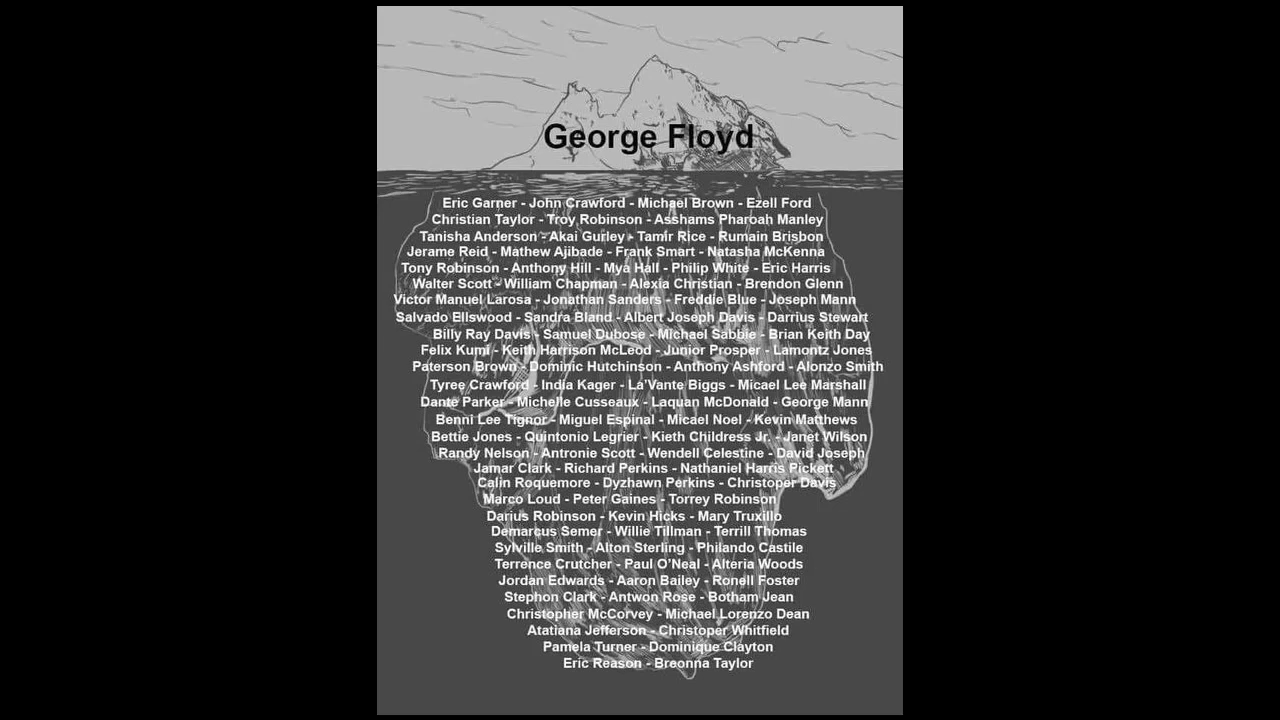 George Floyd
Eric Garner - John Crawford - Michael Brown - Ezell Ford
Christian Taylor - Troy Robinson - Asshams Pharoah Manley
Tanisha Anderson - Akai Gurley - Tamir Rice - Rumain Brisbon
Jerame Reid - Mathew Ajibade - Frank Smart - Natasha McKenna
Tony Robinson - Anthony Hill - Mya Hall - Philip White - Eric Harris
Walter Scott - William Chapman - Alexia Christian - Brendon Glenn
Victor Manuel Larosa - Jonathan Sanders - Freddie Blue - Joseph Mann
Salvado Ellswood - Sandra Bland - Albert Joseph Davis - Darrius Stewart
Billy Ray Davis - Samuel Dubose - Michael Sabbie - Brian Keith Day
Felix Kumi - Keith Harrison McLeod - Junior Prosper - Lamontz Jones
Paterson Brown - Dominic Hutchinson - Anthony Ashford - Alonzo Smith
Tyree Crawford - India Kager - La'Vante Biggs - Micael Lee Marshall
Dante Parker - Michelle Cusseaux - Laquan McDonald - George Mann
Benni Lee Tignor - Miguel Espinal - Micael Noel - Kevin Matthews
Bettie Jones - Quintonio Legrier - Kieth Childress Jr. - Janet Wilson
Randy Nelson - Antronie Scott - Wendell Celestine - David Joseph
Jamar Clark - Richard Perkins - Nathaniel Harris Pickett
Calin Roquemore - Dyzhawn Perkins - Christoper Davis
Marco Loud - Peter Gaines - Torrey Robinson
Darius Robinson - Kevin Hicks - Mary Truxillo
Demarcus Semer - Willie Tillman - Terrill Thomas
Sylville Smith - Alton Sterling - Philando Castile
Terrence Crutcher - Paul O'Neal - Alteria Woods
Jordan Edwards - Aaron Bailey - Ronell Foster
Stephon Clark - Antwon Rose - Botham Jean
Christopher McCorvey - Michael Lorenzo Dean
Atatiana Jefferson - Christoper Whitfield
Pamela Turner - Dominique Clayton
Eric Reason - Breonna Taylor